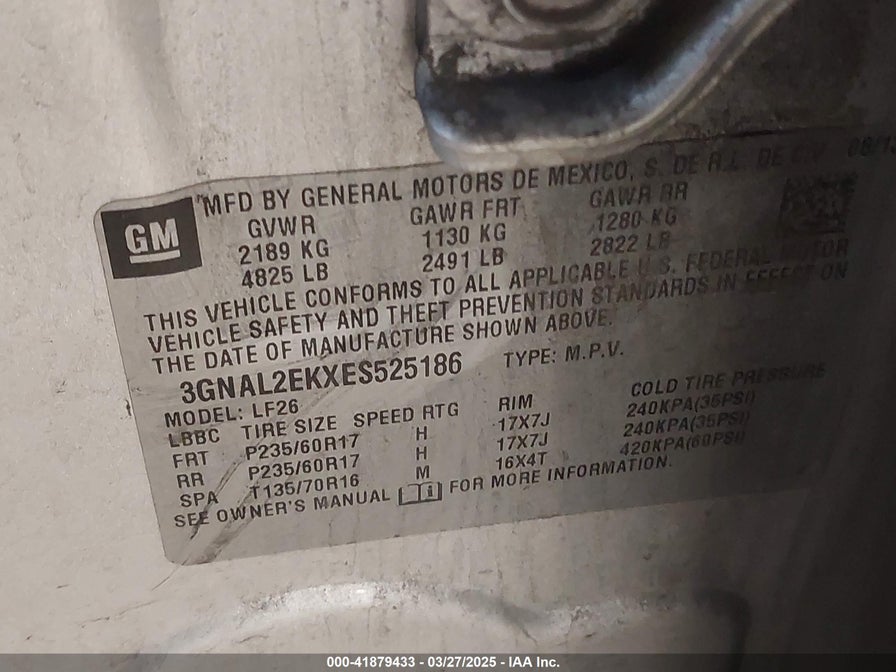 MFD BY GENERAL MOTORS DE MEXICO, S. DE R.L. DE C.V. 08/13
GM
GVWR GAWR FRT GAWR RR
2189 KG 1130 KG 1280 KG
4825 LB 2491 LB 2822 LB
THIS VEHICLE CONFORMS TO ALL APPLICABLE U.S. FEDERAL MOTOR
VEHICLE SAFETY AND THEFT PREVENTION STANDARDS IN EFFECT ON
THE DATE OF MANUFACTURE SHOWN ABOVE.
3GNAL2EKXES525186 TYPE: M.P.V.
MODEL: LF26
LBBC TIRE SIZE SPEED RTG RIM COLD TIRE PRESSURE
FRT P235/60R17 H 17X7J 240KPA(35PSI)
RR P235/60R17 H 17X7J 240KPA(35PSI)
SPA T135/70R16 M 16X4T 420KPA(60PSI)
SEE OWNER'S MANUAL FOR MORE INFORMATION.
000-41879433 - 03/27/2025 - IAA Inc.